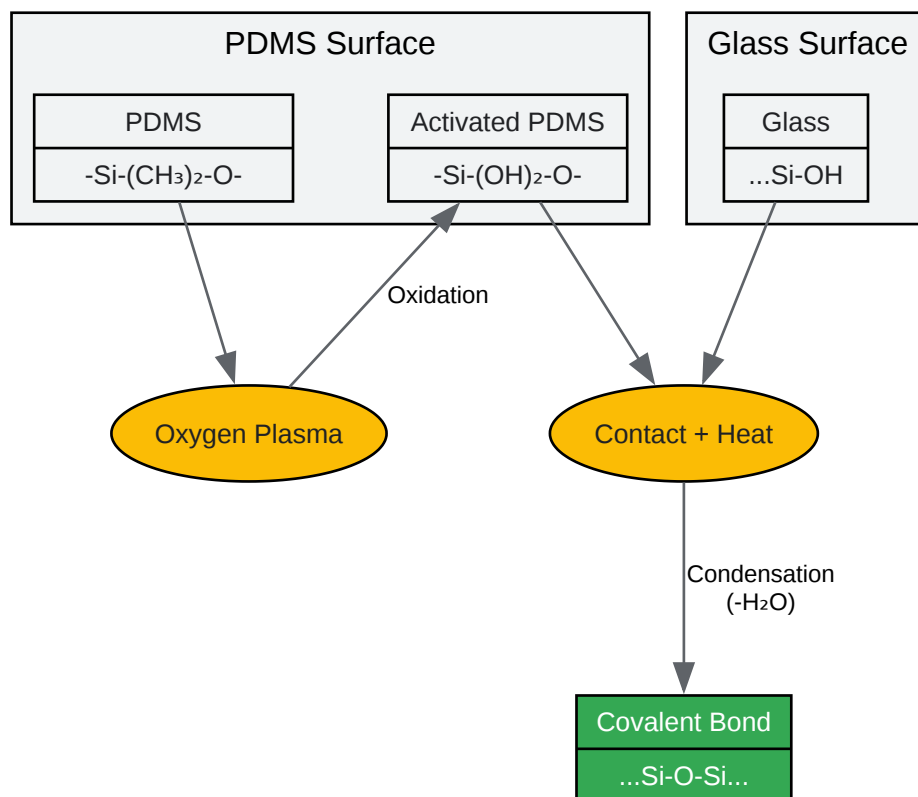 PDMS Surface
Glass Surface
PDMS
-Si-(CH₃)₂-O-
Activated PDMS
-Si-(OH)₂-O-
Glass
...Si-OH
Oxidation
Oxygen Plasma
Contact + Heat
Condensation
(-H₂O)
Covalent Bond
...Si-O-Si...